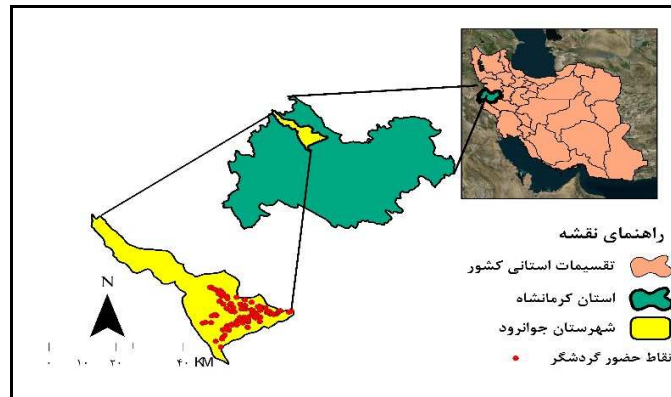 راهنمای نقشه
تقسیمات استانی کشور
استان کرمانشاه
شهرستان جوانرود
نقاط حضور گردشگر
N
۰ ۱۰ ۲۰ ۴۰ KM